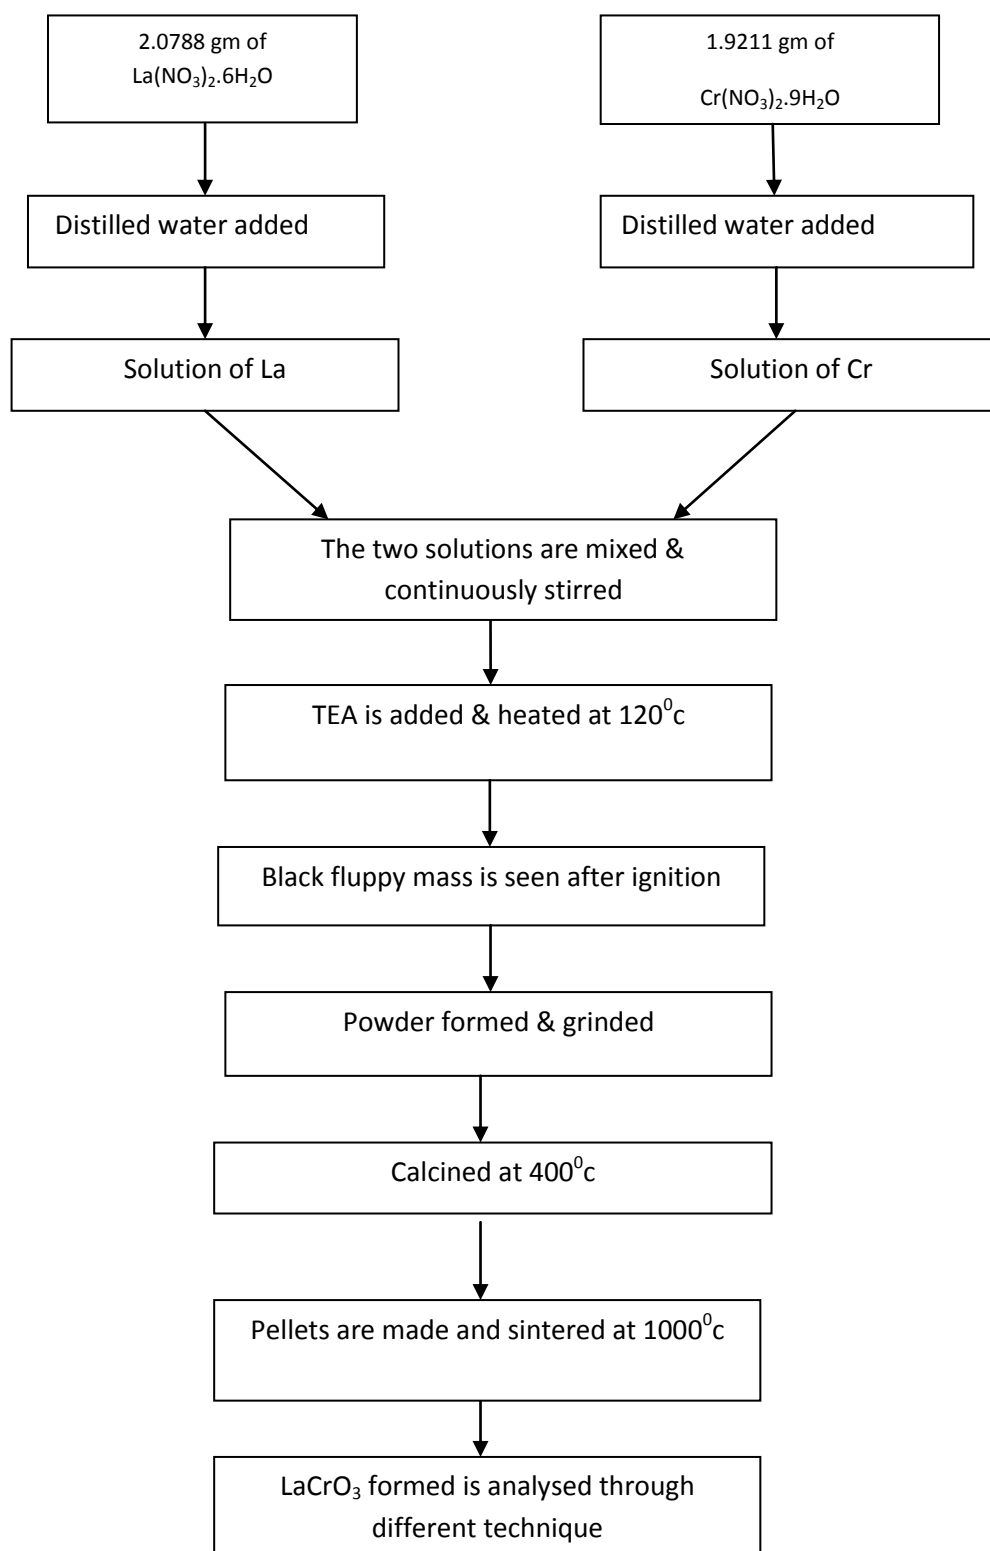 2.0788 gm of
La(NO₃)₂.6H₂O
1.9211 gm of
Cr(NO₃)₂.9H₂O
Distilled water added
Distilled water added
Solution of La
Solution of Cr
The two solutions are mixed &
continuously stirred
TEA is added & heated at 120⁰c
Black fluppy mass is seen after ignition
Powder formed & grinded
Calcined at 400⁰c
Pellets are made and sintered at 1000⁰c
LaCrO₃ formed is analysed through
different technique